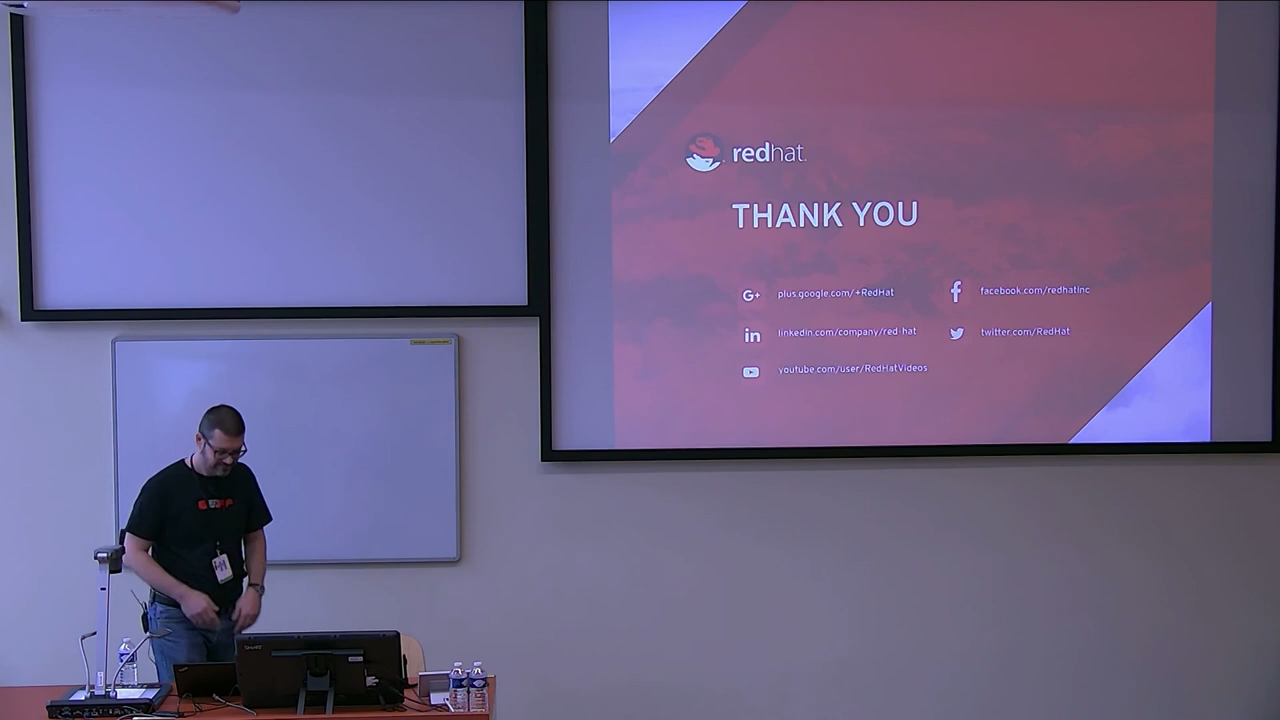 redhat.
THANK YOU
plus.google.com/+RedHat
facebook.com/redhatinc
linkedin.com/company/red-hat
twitter.com/RedHat
youtube.com/user/RedHatVideos